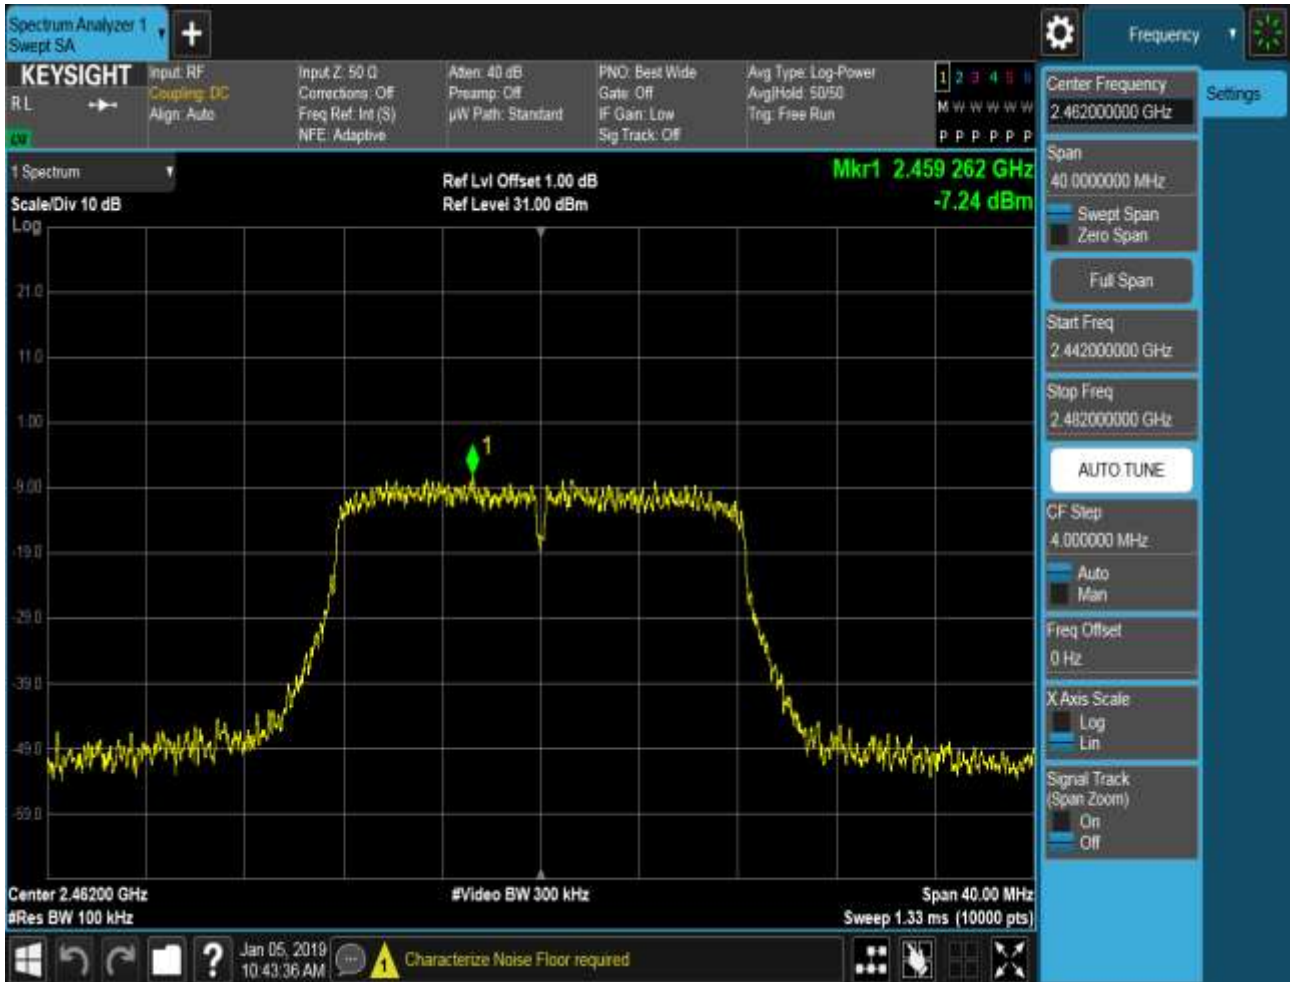 Spectrum Analyzer 1
Swept SA
Frequency
KEYSIGHT
RL
LW
Input: RF
Coupling: DC
Align: Auto
Input Z: 50 Ω
Corrections: Off
Freq Ref: Int (S)
NFE: Adaptive
Atten: 40 dB
Preamp: Off
µW Path: Standard
PNO: Best Wide
Gate: Off
IF Gain: Low
Sig Track: Off
Avg Type: Log-Power
Avg|Hold: 50/50
Trig: Free Run
1 2 3 4 5 6
M W W W W W
P P P P P P
Center Frequency
2.462000000 GHz
Settings
1 Spectrum
Scale/Div 10 dB
Log
Ref Lvl Offset 1.00 dB
Ref Level 31.00 dBm
Mkr1 2.459 262 GHz
-7.24 dBm
Span
40.0000000 MHz
Swept Span
Zero Span
Full Span
Start Freq
2.442000000 GHz
Stop Freq
2.482000000 GHz
AUTO TUNE
CF Step
4.000000 MHz
Auto
Man
Freq Offset
0 Hz
X Axis Scale
Log
Lin
Signal Track
(Span Zoom)
On
Off
21.0
11.0
1.00
-9.00
-19.0
-29.0
-39.0
-49.0
-59.0
1
Center 2.46200 GHz
#Res BW 100 kHz
#Video BW 300 kHz
Span 40.00 MHz
Sweep 1.33 ms (10000 pts)
?
Jan 05, 2019
10:43:36 AM
1
Characterize Noise Floor required